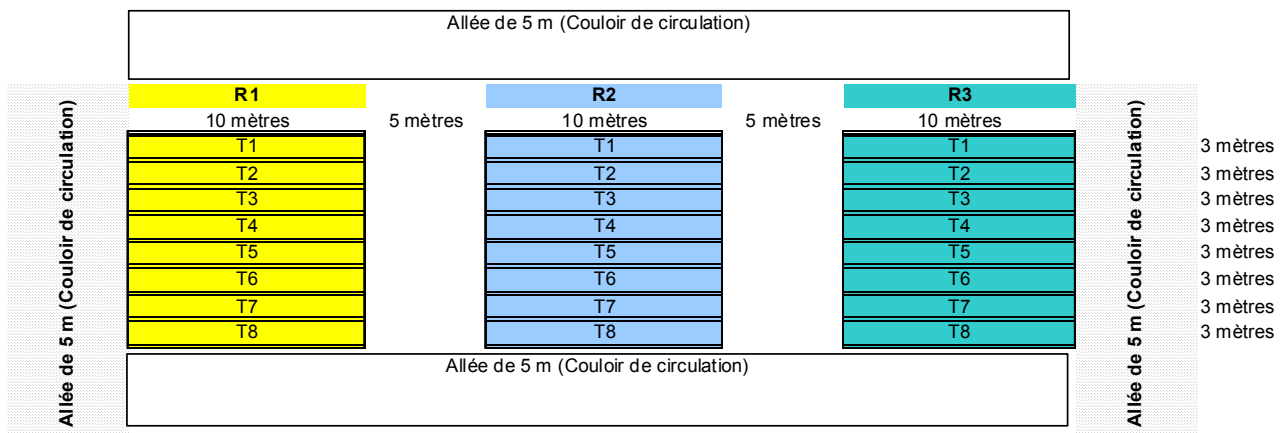 Allée de 5 m (Couloir de circulation)
R1 R2 R3
10 mètres 5 mètres 10 mètres 5 mètres 10 mètres
T1 T1 T1 3 mètres
T2 T2 T2 3 mètres
T3 T3 T3 3 mètres
T4 T4 T4 3 mètres
T5 T5 T5 3 mètres
T6 T6 T6 3 mètres
T7 T7 T7 3 mètres
T8 T8 T8 3 mètres
Allée de 5 m (Couloir de circulation)
Allée de 5 m (Couloir de circulation)
Allée de 5 m (Couloir de circulation)